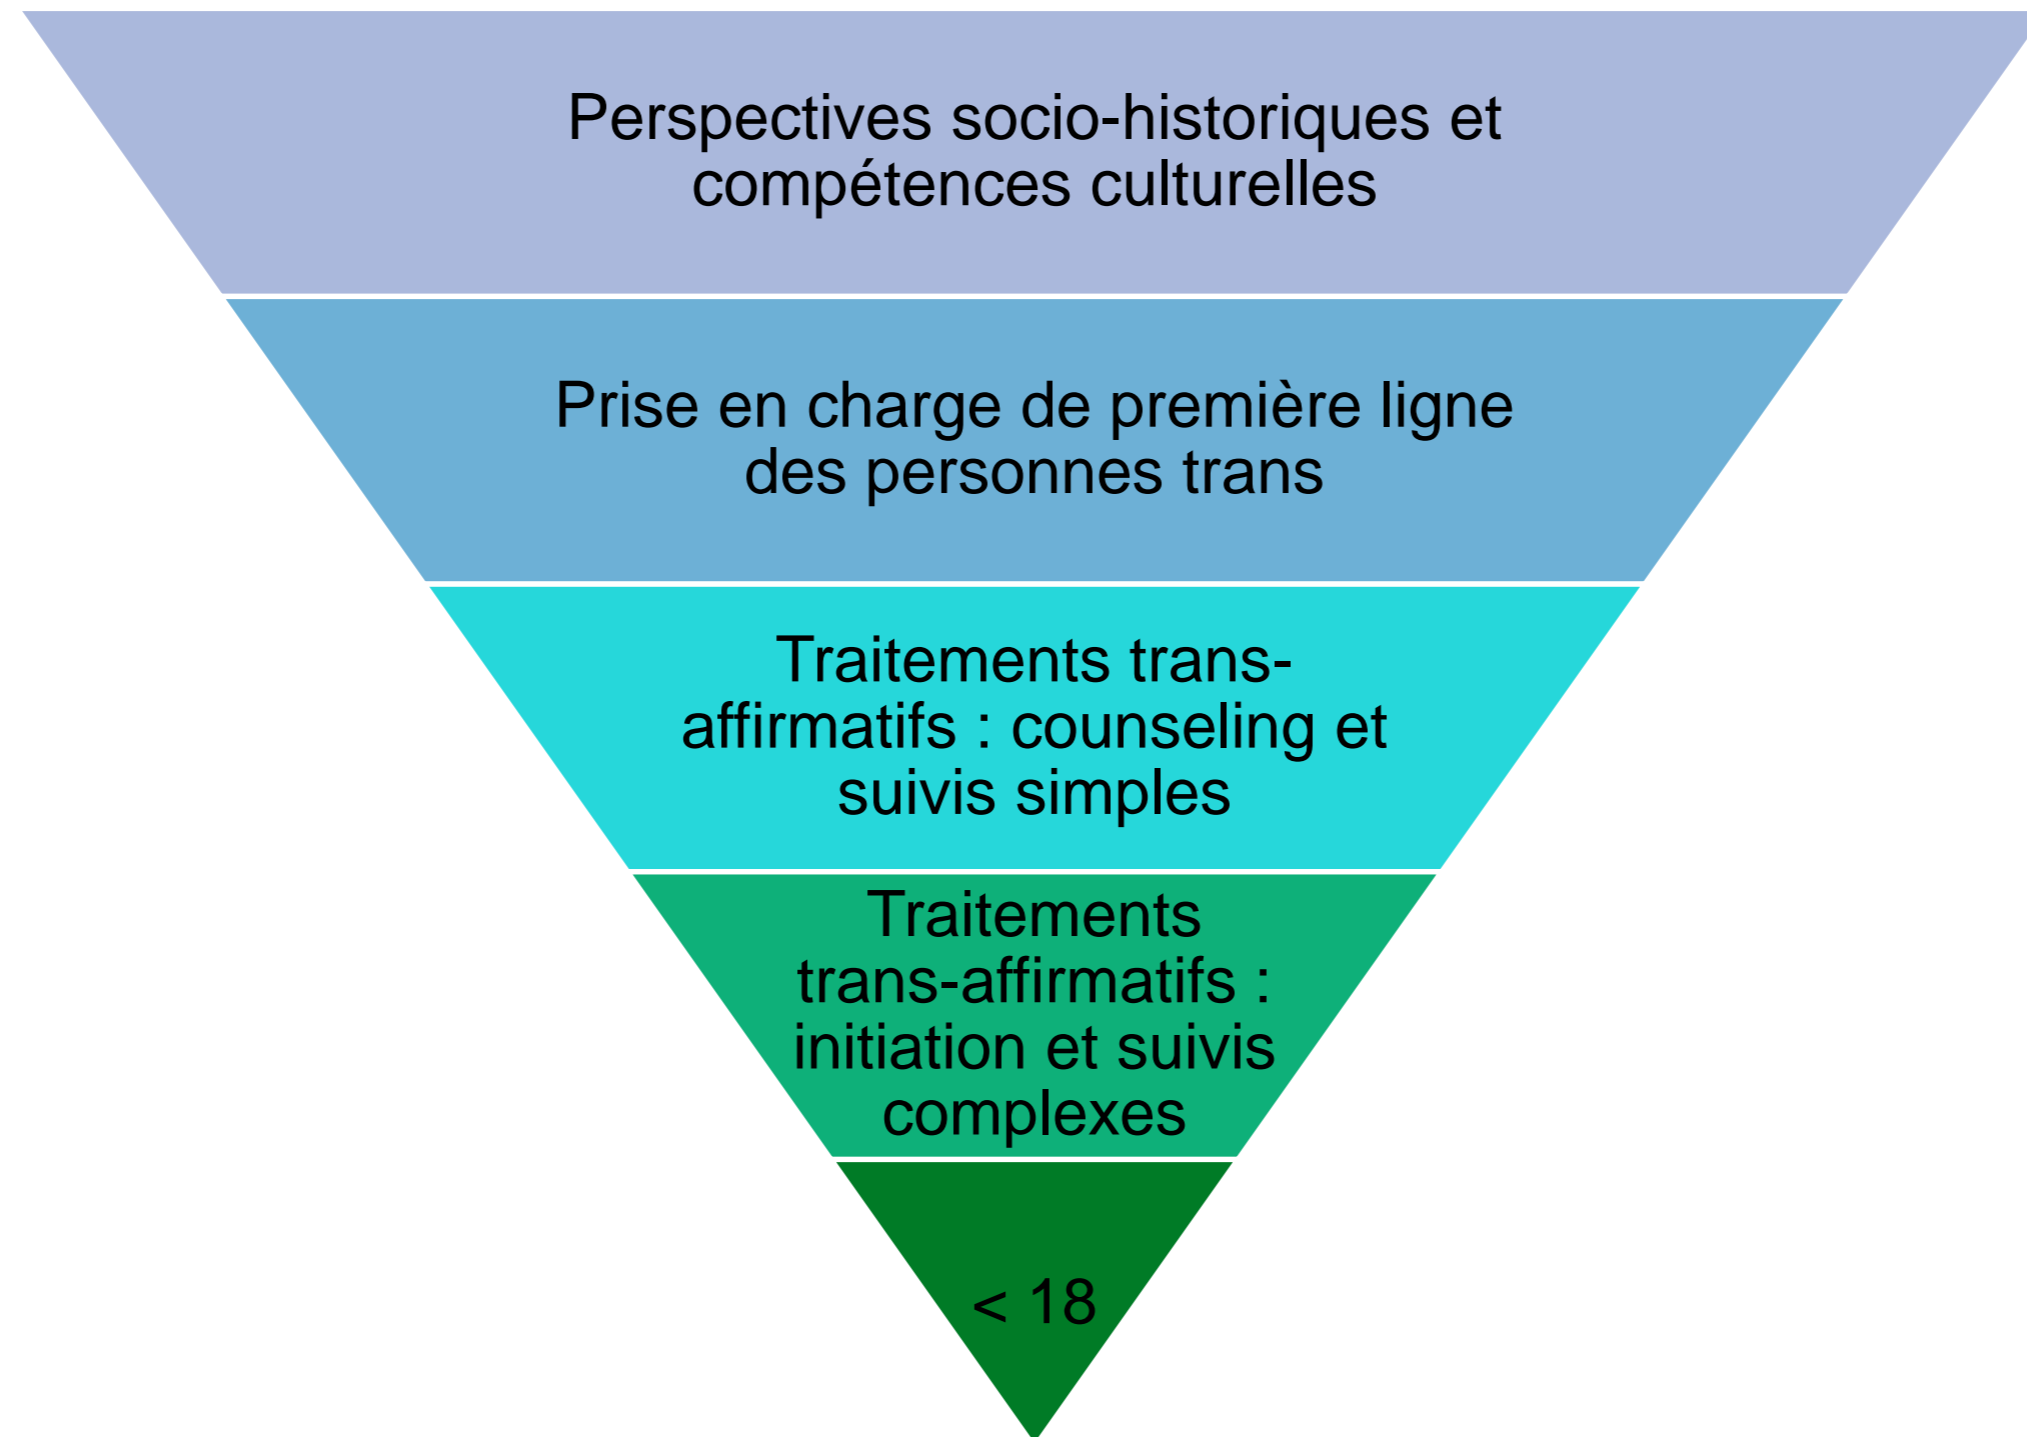 Perspectives socio-historiques et
compétences culturelles
Prise en charge de première ligne
des personnes trans
Traitements trans-
affirmatifs : counseling et
suivis simples
Traitements
trans-affirmatifs :
initiation et suivis
complexes
< 18